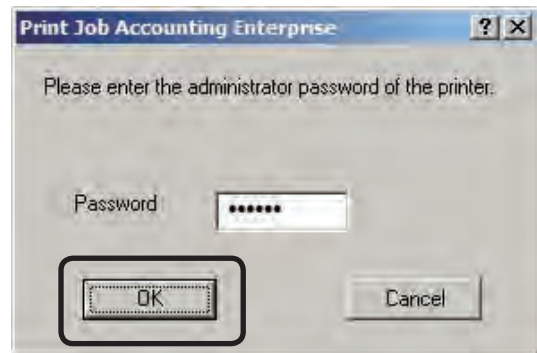 Print Job Accounting Enterprise ? X
Please enter the administrator password of the printer.
Password ••••••
OK Cancel